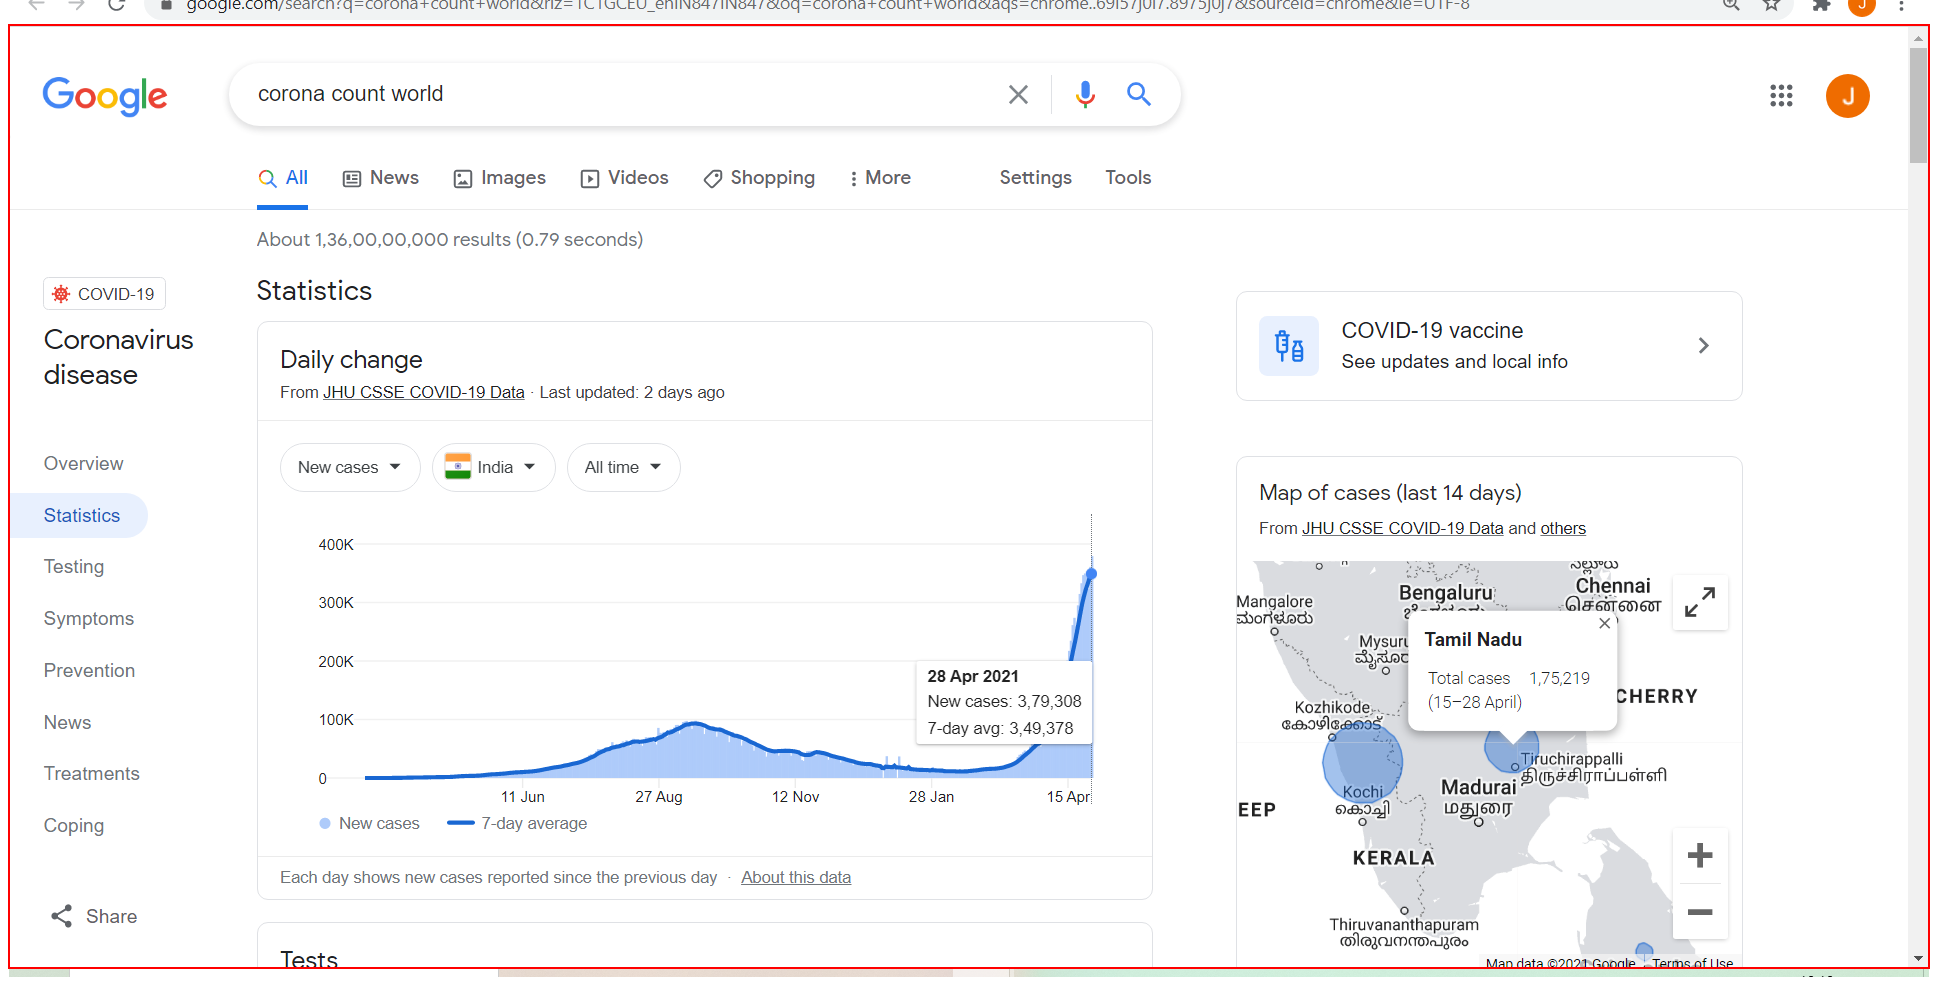 google.com/search?q=corona+count+world&rlz=1C1GCEU_enIN847IN847&oq=corona+count+world&aqs=chrome..69i57j0i7.8975j0j7&sourceid=chrome&ie=UTF-8
J
Google
corona count world
J
All
News
Images
Videos
Shopping
More
Settings
Tools
About 1,36,00,00,000 results (0.79 seconds)
COVID-19
Coronavirus
disease
Overview
Statistics
Testing
Symptoms
Prevention
News
Treatments
Coping
Share
Statistics
Daily change
From JHU CSSE COVID-19 Data · Last updated: 2 days ago
New cases
India
All time
400K
300K
200K
100K
0
28 Apr 2021
New cases: 3,79,308
7-day avg: 3,49,378
11 Jun
27 Aug
12 Nov
28 Jan
15 Apr
New cases
7-day average
Each day shows new cases reported since the previous day · About this data
Tests
COVID-19 vaccine
See updates and local info
Map of cases (last 14 days)
From JHU CSSE COVID-19 Data and others
Mangalore
ಮಂಗಳೂರು
Bengaluru
Chennai
சென்னை
Mysuru
Tamil Nadu
Total cases 1,75,219
(15–28 April)
CHERRY
Kozhikode
കോഴിക്കോട്
Tiruchirappalli
திருச்சிராப்பள்ளி
Kochi
കൊച്ചി
Madurai
மதுரை
EEP
KERALA
Thiruvananthapuram
തിരുവനന്തപുരം
Map data ©2021 Google
Terms of Use